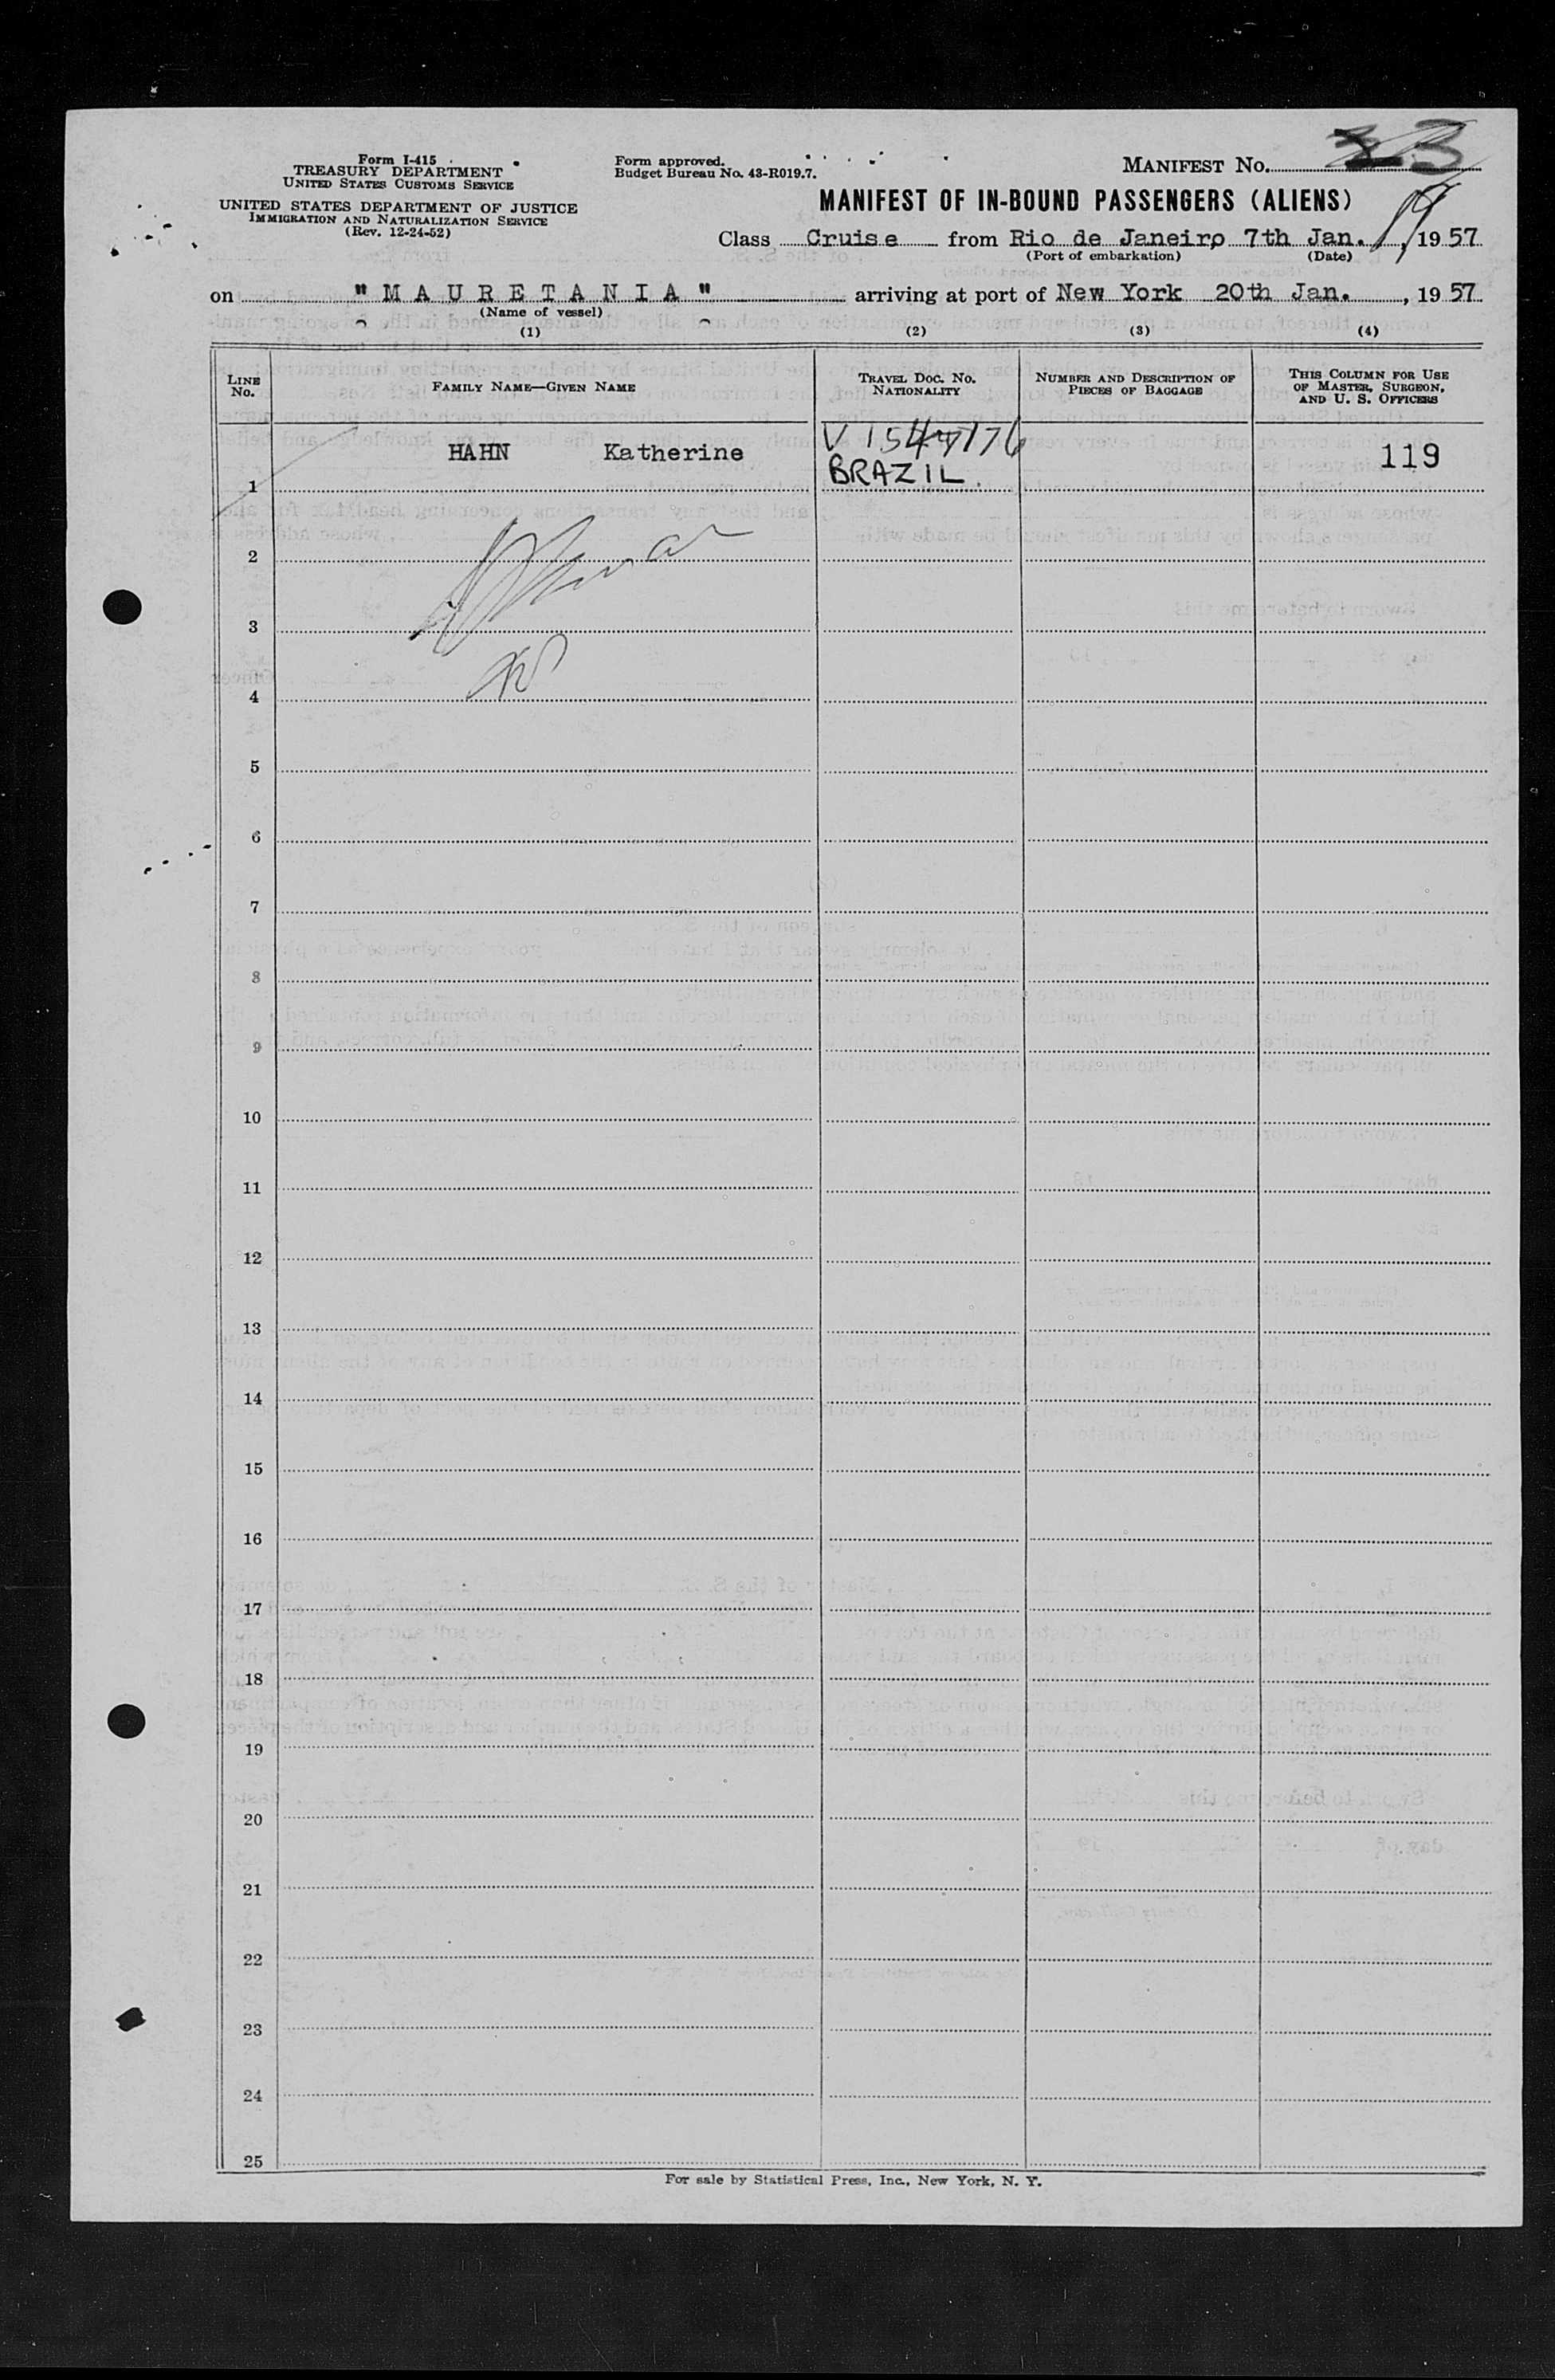 Form I-415
TREASURY DEPARTMENT
UNITED STATES CUSTOMS SERVICE
UNITED STATES DEPARTMENT OF JUSTICE
IMMIGRATION AND NATURALIZATION SERVICE
(Rev. 12-24-52)
Form approved.
Budget Bureau No. 43-R019.7.
MANIFEST NO.
MANIFEST OF IN-BOUND PASSENGERS (ALIENS)
Class Cruise from Rio de Janeiro 7th Jan. , 19 57
(Port of embarkation) (Date)
on "MAURETANIA" arriving at port of New York 20th Jan. , 19 57
(Name of vessel)
(1) (2) (3) (4)
LINE NO. FAMILY NAME—GIVEN NAME TRAVEL DOC. NO. NATIONALITY NUMBER AND DESCRIPTION OF PIECES OF BAGGAGE THIS COLUMN FOR USE OF MASTER, SURGEON, AND U. S. OFFICERS
1 HAHN Katherine BRAZIL. 119
2
3
4
5
6
7
8
9
10
11
12
13
14
15
16
17
18
19
20
21
22
23
24
25
For sale by Statistical Press, Inc., New York, N. Y.